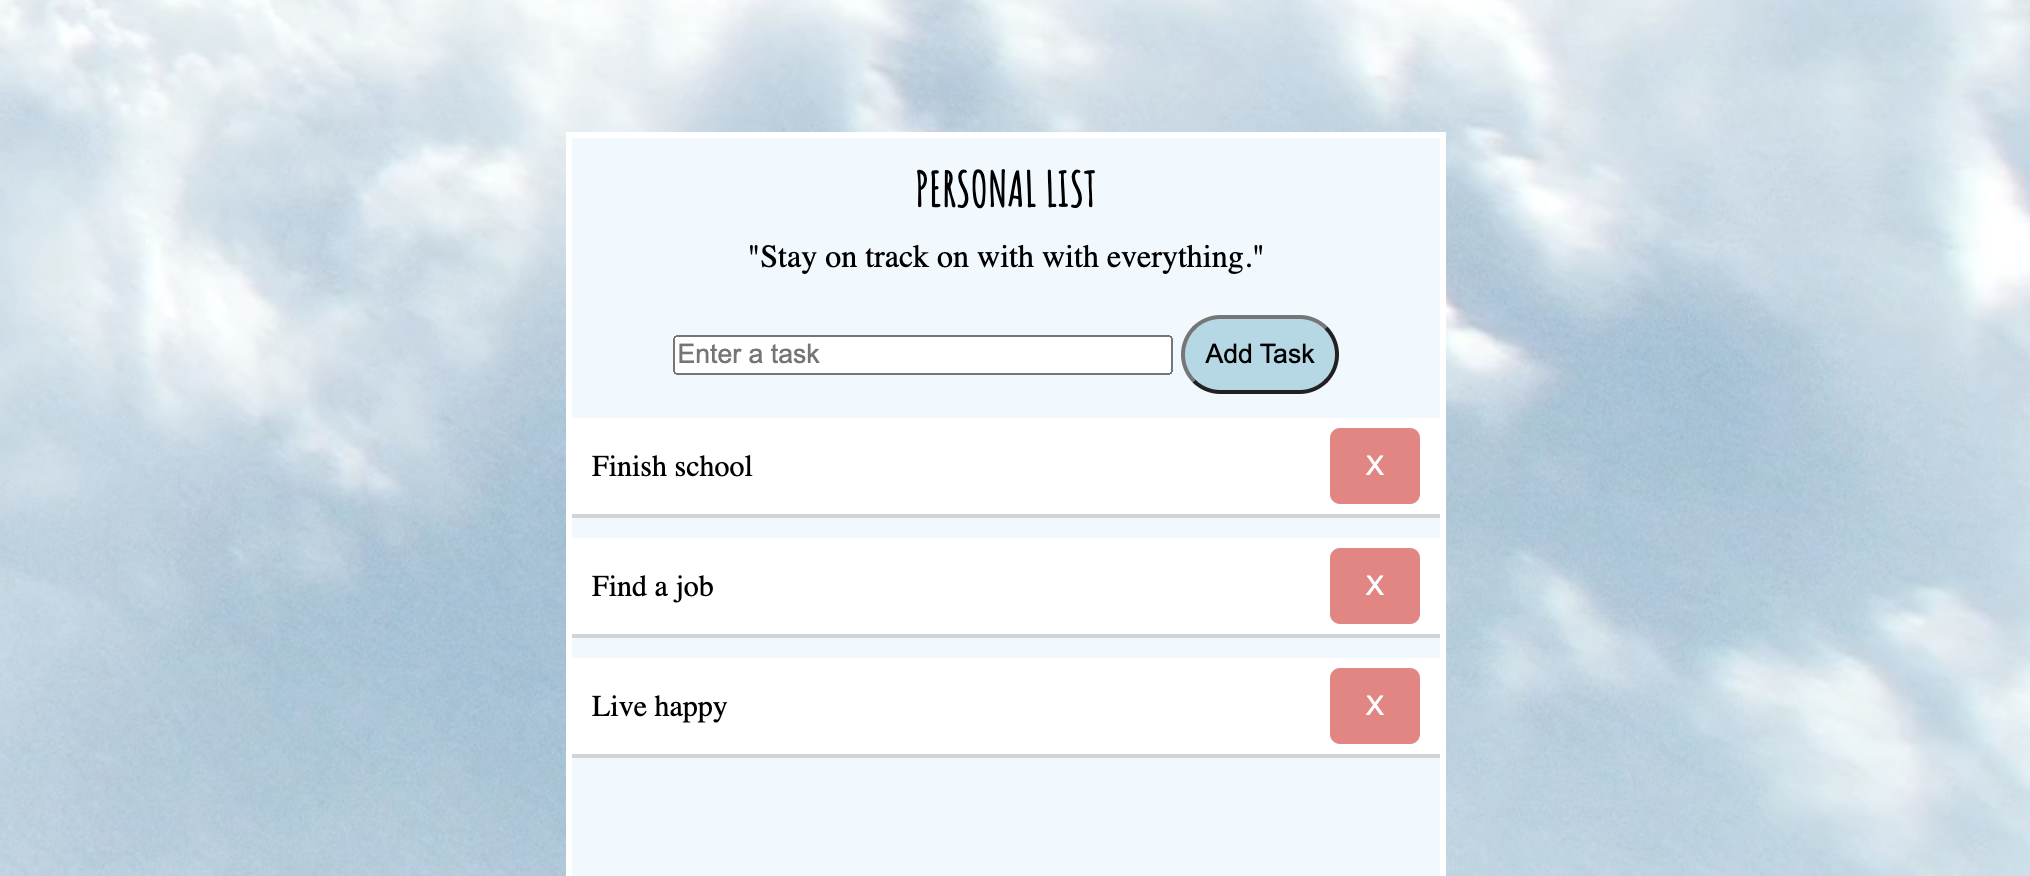 PERSONAL LIST
"Stay on track on with with everything."
Enter a task
Add Task
Finish school
X
Find a job
X
Live happy
X